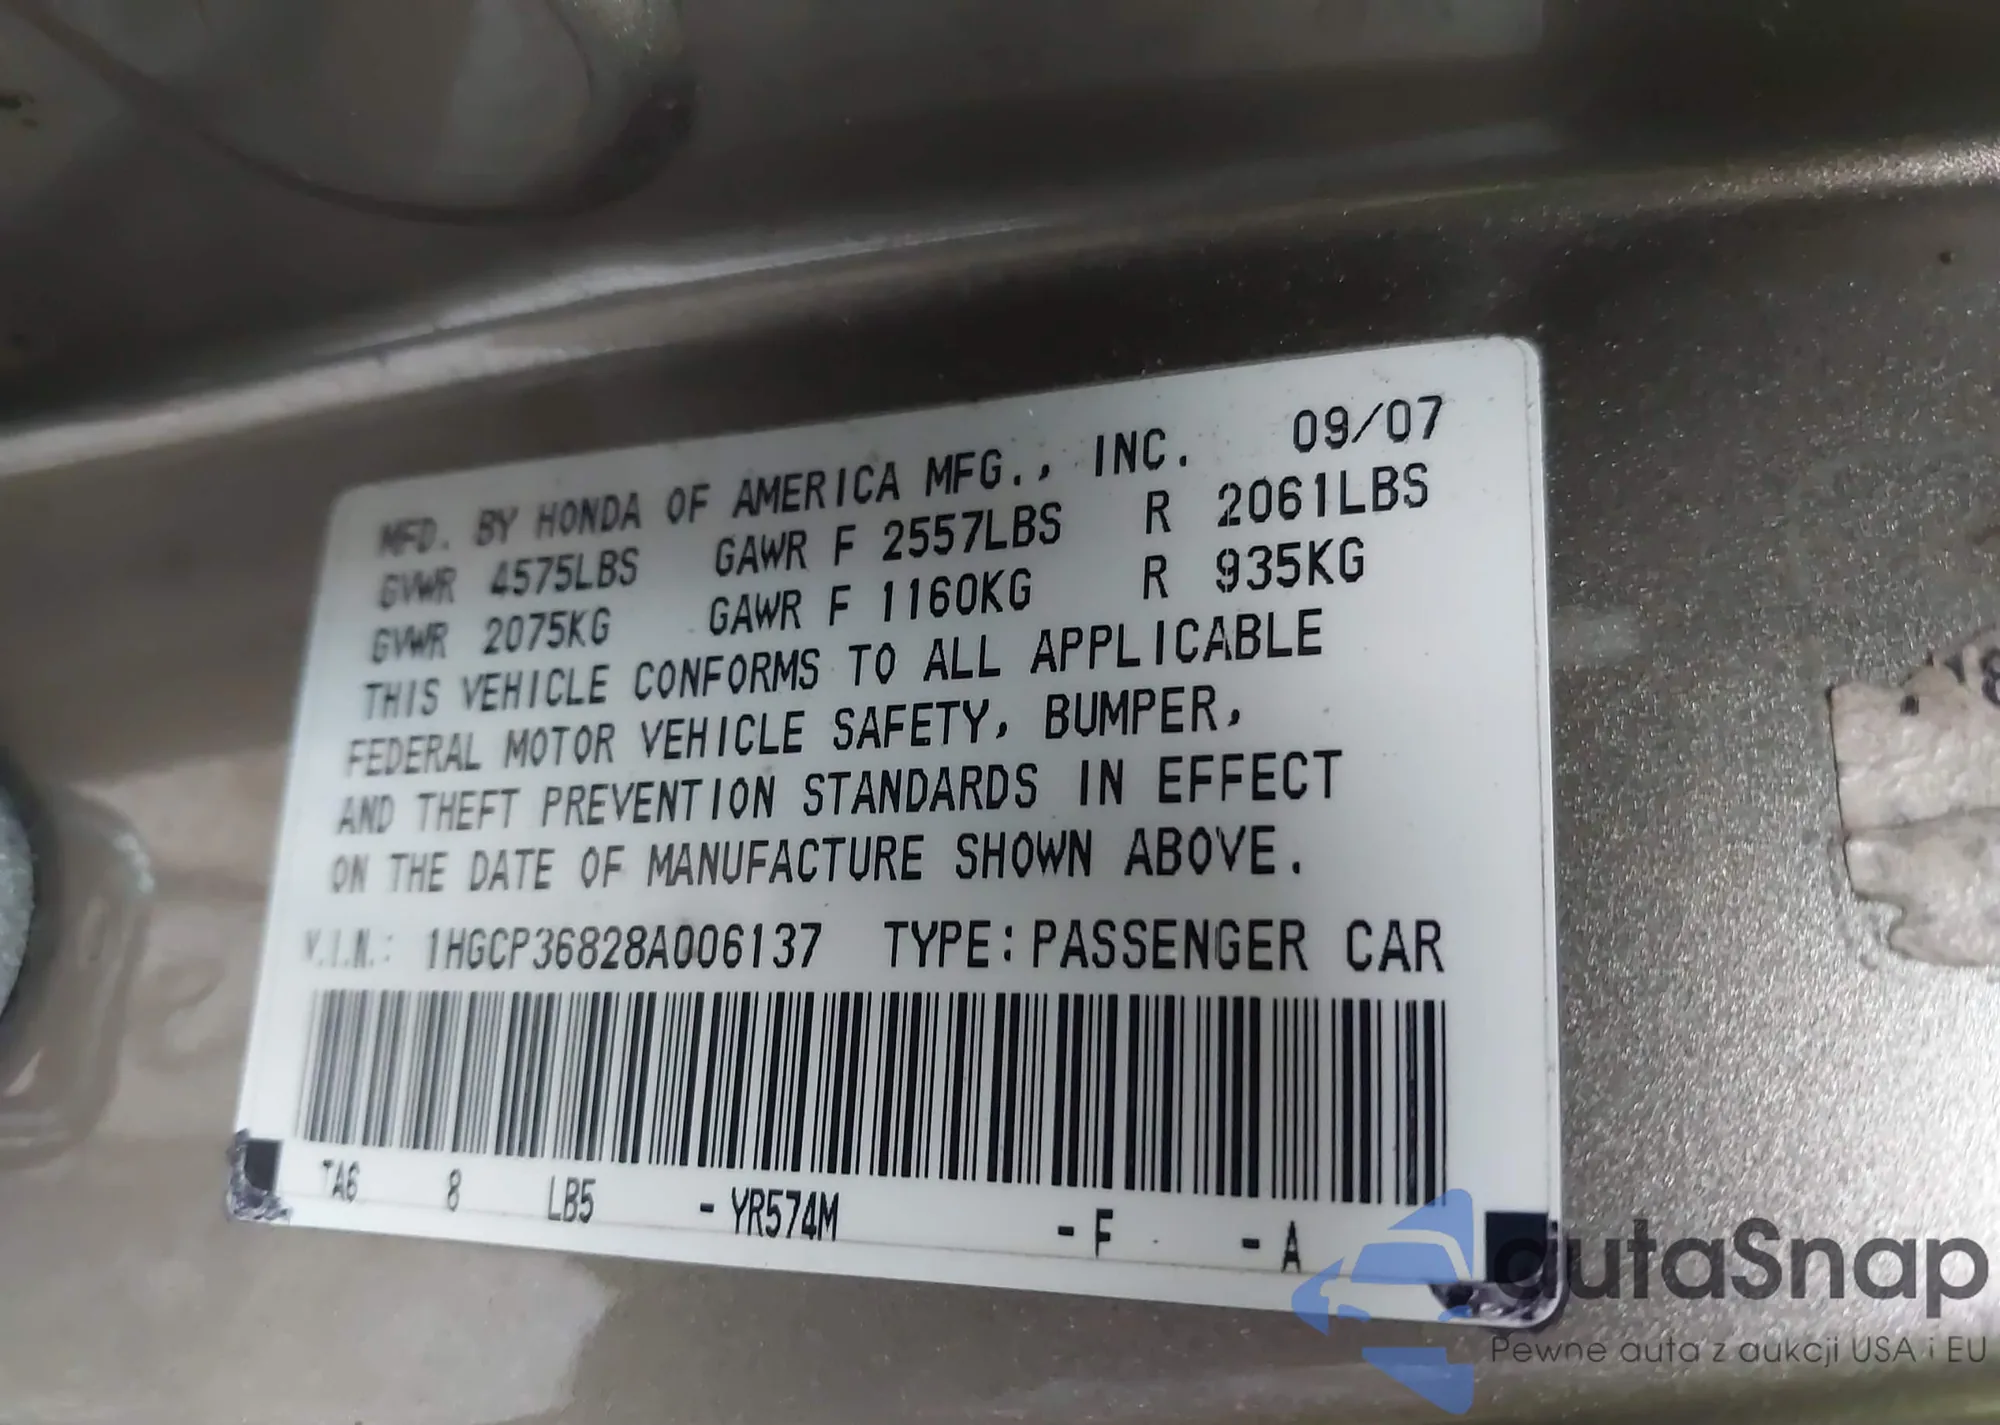 MFD. BY HONDA OF AMERICA MFG., INC. 09/07
GVWR 4575LBS GAWR F 2557LBS R 2061LBS
GVWR 2075KG GAWR F 1160KG R 935KG
THIS VEHICLE CONFORMS TO ALL APPLICABLE
FEDERAL MOTOR VEHICLE SAFETY, BUMPER,
AND THEFT PREVENTION STANDARDS IN EFFECT
ON THE DATE OF MANUFACTURE SHOWN ABOVE.
V.I.N.: 1HGCP36828A006137 TYPE: PASSENGER CAR
TA6 8 LB5 - YR574M - F - A
autaSnap
Pewne auta z aukcji USA i EU